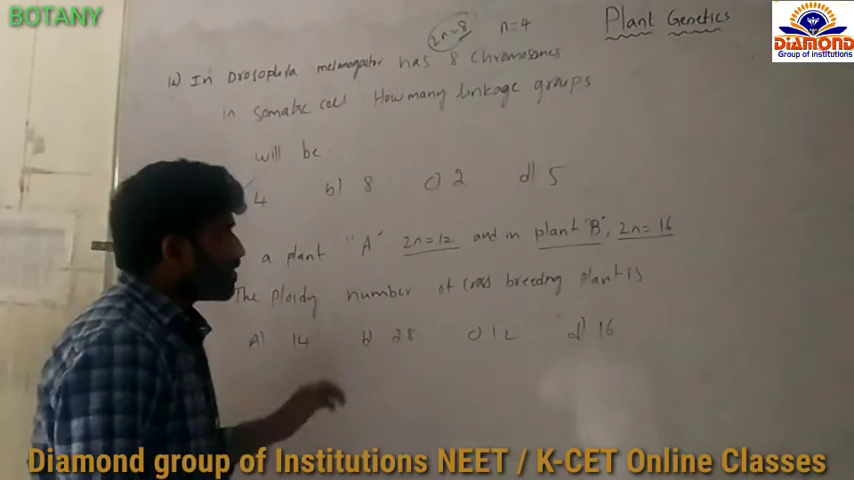 BOTANY
2n=8 n=4
Plant Genetics
DIAMOND
Group of Institutions
12) In Drosophila melanogaster has 8 chromosomes
in somatic cell How many linkage groups
will be
4 b) 8 c) 2 d) 5
a plant "A" 2n=12 and in plant "B", 2n=16
The ploidy number of cross breeding plant is
A) 14 b) 28 c) 12 d) 16
Diamond group of Institutions NEET / K-CET Online Classes